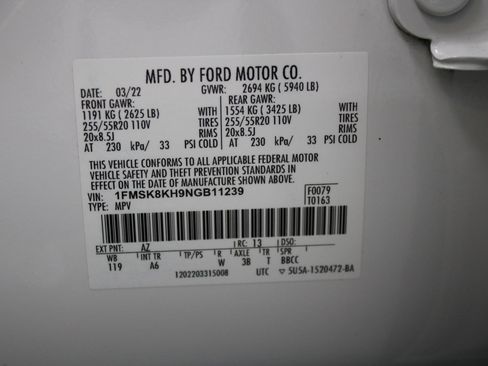 MFD. BY FORD MOTOR CO.
DATE: 03/22 GVWR: 2694 KG ( 5940 LB)
FRONT GAWR: REAR GAWR:
1191 KG ( 2625 LB) WITH 1554 KG ( 3425 LB) WITH
255/55R20 110V TIRES 255/55R20 110V TIRES
20x8.5J RIMS 20x8.5J RIMS
AT 230 kPa/ 33 PSI COLD AT 230 kPa/ 33 PSI COLD
THIS VEHICLE CONFORMS TO ALL APPLICABLE FEDERAL MOTOR
VEHICLE SAFETY AND THEFT PREVENTION STANDARDS IN
EFFECT ON THE DATE OF MANUFACTURE SHOWN ABOVE.
VIN: 1FMSK8KH9NGB11239 F0079
TYPE: MPV T0163
EXT PNT: AZ RC: 13 DSO:
WB INT TR TP/PS R AXLE TR SPR
119 A6 W 3B T BBCC
1202203315008 UTC ▽ 5U5A-1520472-BA